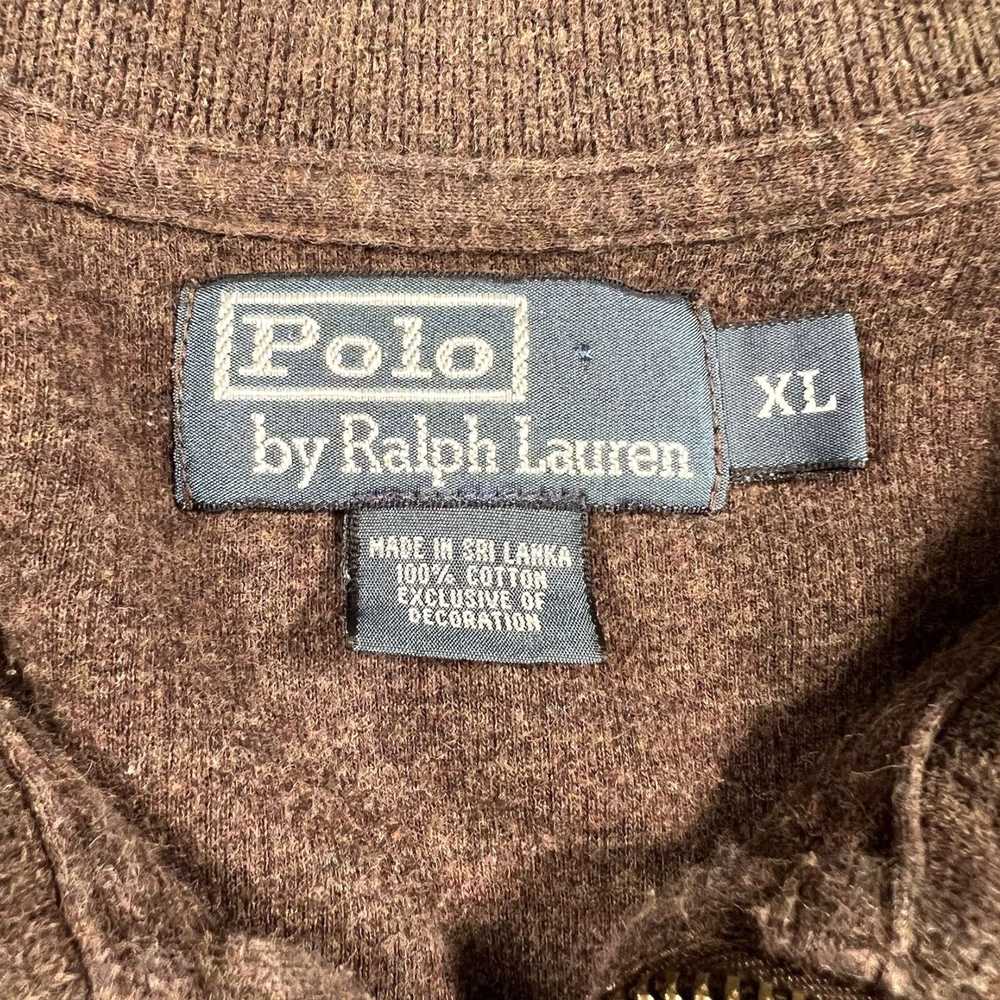 Polo
by Ralph Lauren
XL
MADE IN SRI LANKA
100% COTTON
EXCLUSIVE OF
DECORATION